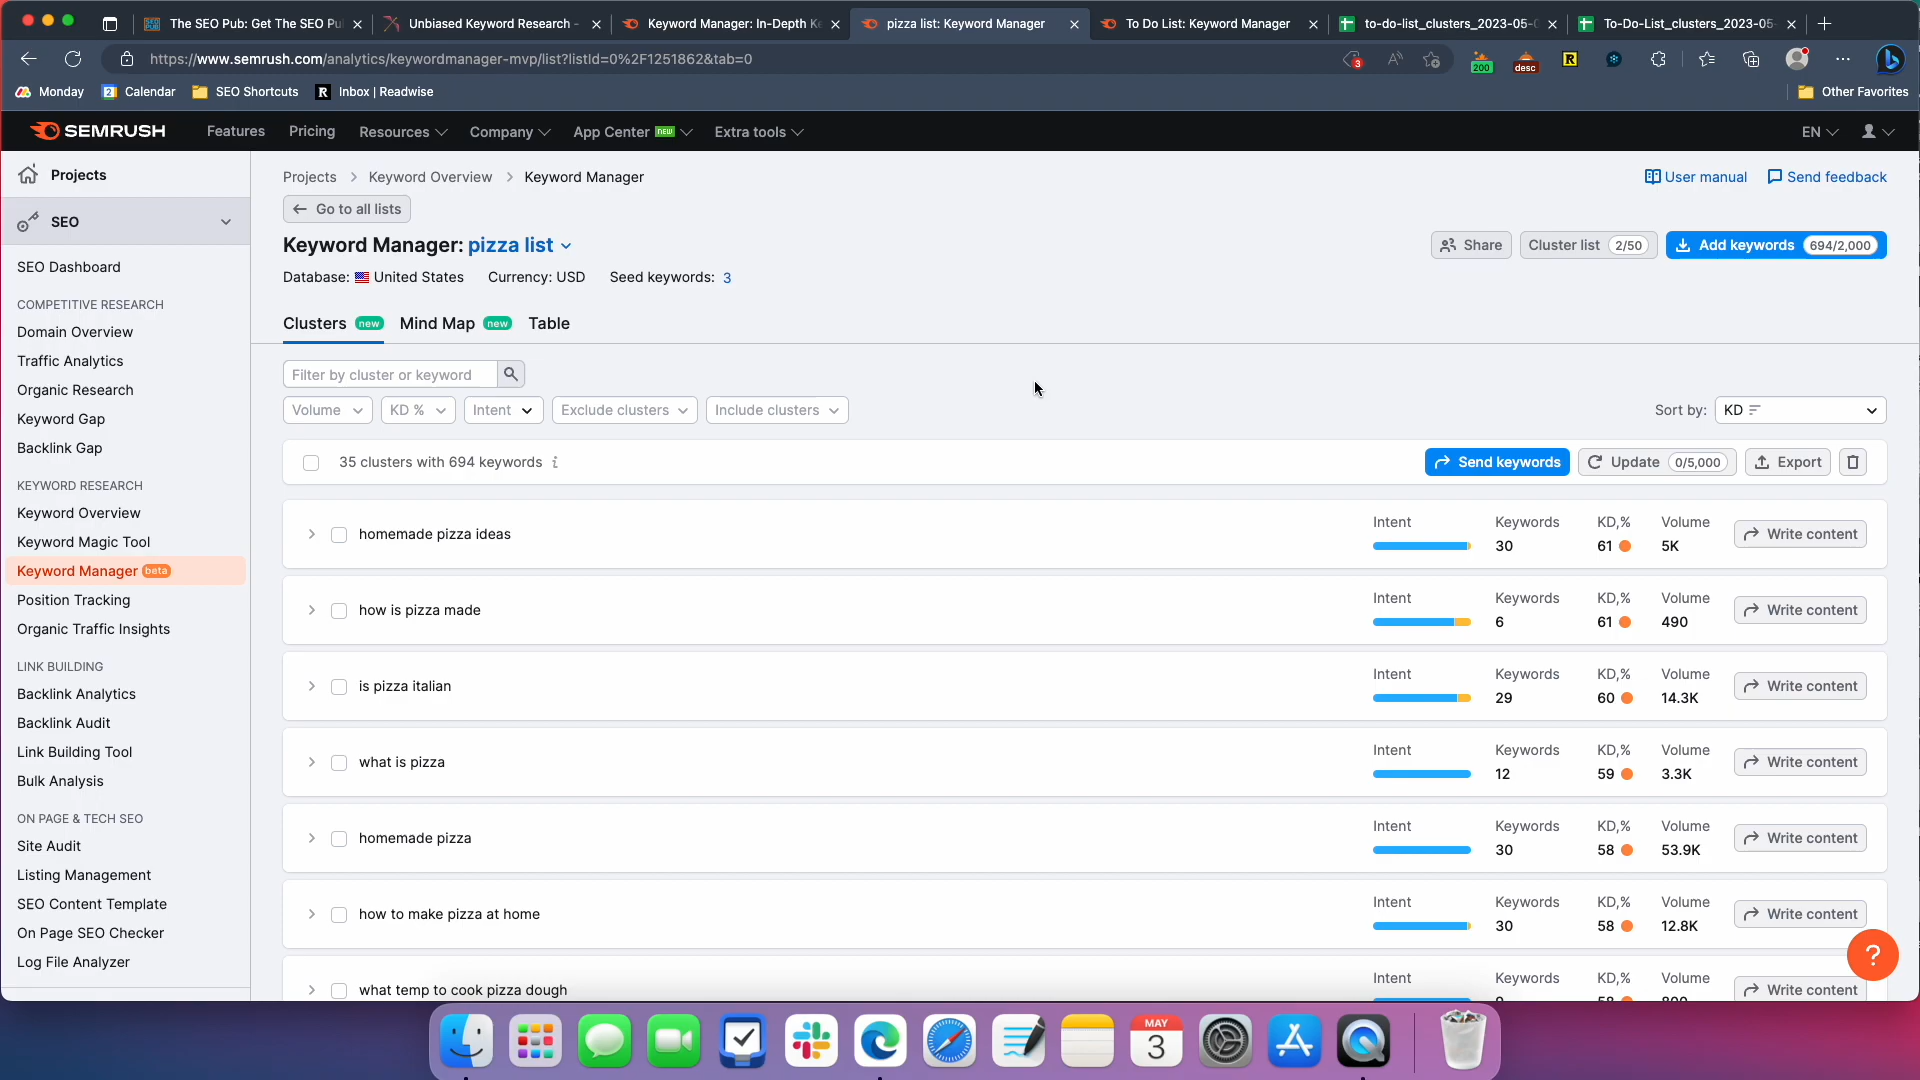 The SEO Pub: Get The SEO Pu
Unbiased Keyword Research -
Keyword Manager: In-Depth Ke
pizza list: Keyword Manager
To Do List: Keyword Manager
to-do-list_clusters_2023-05-0
To-Do-List_clusters_2023-05-
https://www.semrush.com/analytics/keywordmanager-mvp/list?listId=0%2F1251862&tab=0
3
200
desc
R
Monday
Calendar
SEO Shortcuts
R Inbox | Readwise
Other Favorites
SEMRUSH
Features
Pricing
Resources
Company
App Center NEW
Extra tools
EN
Projects
SEO
SEO Dashboard
COMPETITIVE RESEARCH
Domain Overview
Traffic Analytics
Organic Research
Keyword Gap
Backlink Gap
KEYWORD RESEARCH
Keyword Overview
Keyword Magic Tool
Keyword Manager beta
Position Tracking
Organic Traffic Insights
LINK BUILDING
Backlink Analytics
Backlink Audit
Link Building Tool
Bulk Analysis
ON PAGE & TECH SEO
Site Audit
Listing Management
SEO Content Template
On Page SEO Checker
Log File Analyzer
Projects > Keyword Overview > Keyword Manager
User manual
Send feedback
Go to all lists
Keyword Manager: pizza list
Share
Cluster list 2/50
Add keywords 694/2,000
Database: United States Currency: USD Seed keywords: 3
Clusters new
Mind Map new
Table
Filter by cluster or keyword
Volume
KD %
Intent
Exclude clusters
Include clusters
Sort by: KD
35 clusters with 694 keywords i
Send keywords
Update 0/5,000
Export
homemade pizza ideas
Intent Keywords KD,% Volume
30 61 5K
Write content
how is pizza made
Intent Keywords KD,% Volume
6 61 490
Write content
is pizza italian
Intent Keywords KD,% Volume
29 60 14.3K
Write content
what is pizza
Intent Keywords KD,% Volume
12 59 3.3K
Write content
homemade pizza
Intent Keywords KD,% Volume
30 58 53.9K
Write content
how to make pizza at home
Intent Keywords KD,% Volume
30 58 12.8K
Write content
what temp to cook pizza dough
Intent Keywords KD,% Volume
Write content
?
MAY
3